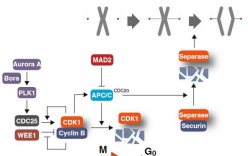 Aurora A
Bora
PLK1
CDC25
WEE1
CDK1
Cyclin B
MAD2
APC/C
CDC20
CDK1
Separase
Separase
Securin
M
G0